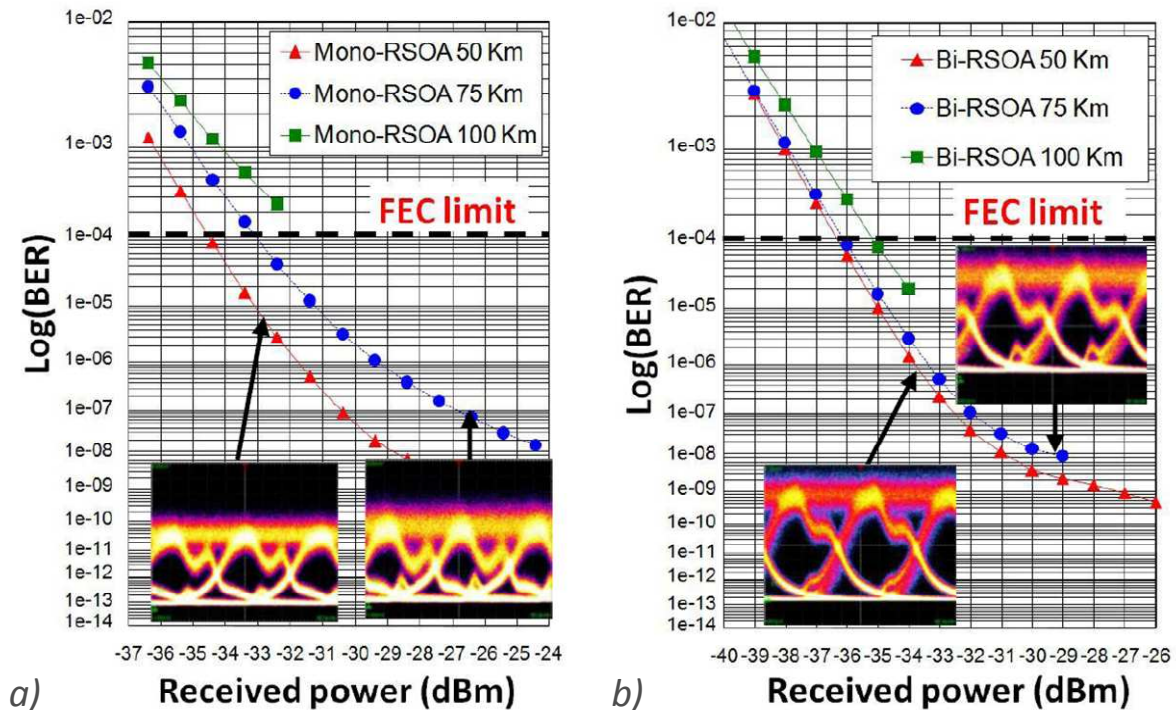 1e-02
1e-03
1e-04
1e-05
1e-06
1e-07
1e-08
1e-09
1e-10
1e-11
1e-12
1e-13
1e-14
Log(BER)
Mono-RSOA 50 Km
Mono-RSOA 75 Km
Mono-RSOA 100 Km
FEC limit
-37 -36 -35 -34 -33 -32 -31 -30 -29 -28 -27 -26 -25 -24
a) Received power (dBm)
1e-02
1e-03
1e-04
1e-05
1e-06
1e-07
1e-08
1e-09
1e-10
1e-11
1e-12
1e-13
1e-14
Log(BER)
Bi-RSOA 50 Km
Bi-RSOA 75 Km
Bi-RSOA 100 Km
FEC limit
-40 -39 -38 -37 -36 -35 -34 -33 -32 -31 -30 -29 -28 -27 -26
b) Received power (dBm)